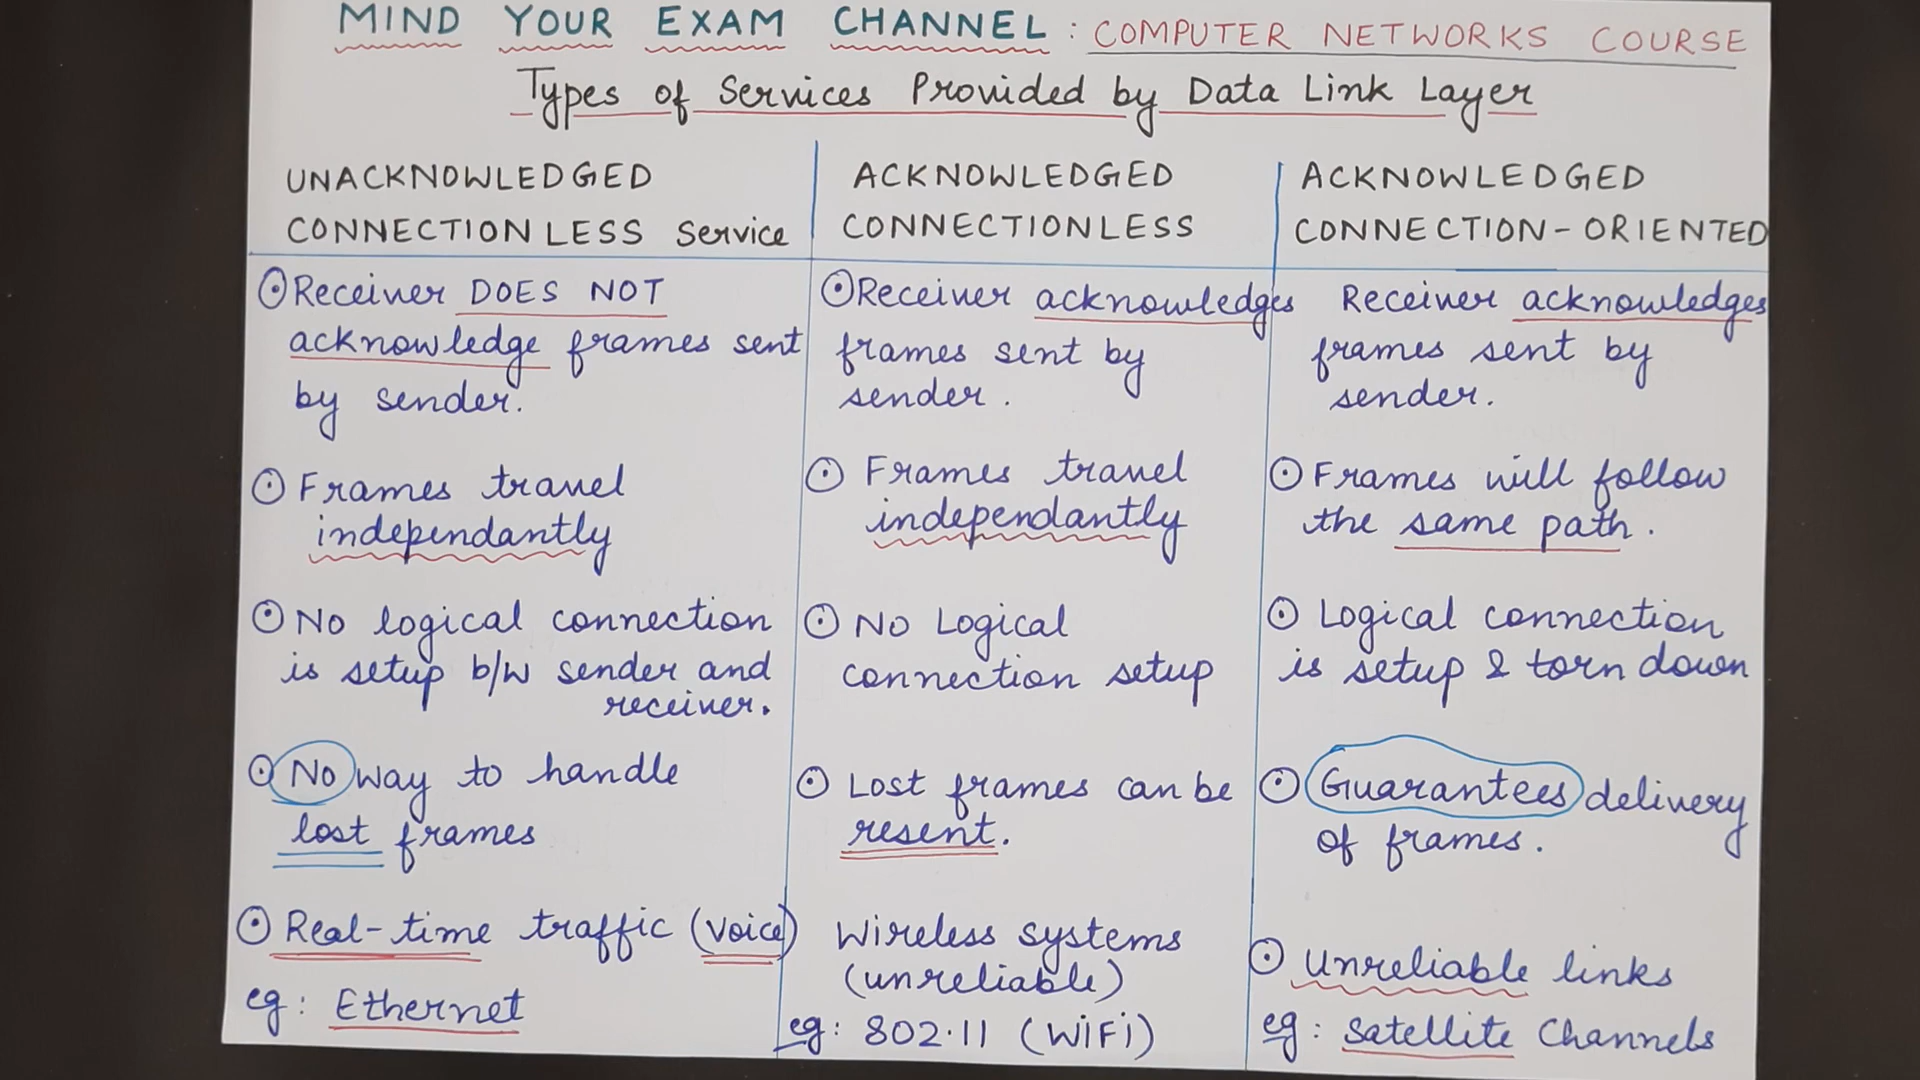 MIND YOUR EXAM CHANNEL : COMPUTER NETWORKS COURSE
Types of Services Provided by Data Link Layer
UNACKNOWLEDGED
CONNECTIONLESS Service
⊙ Receiver DOES NOT
acknowledge frames sent
by sender.
⊙ Frames travel
independantly
⊙ No logical connection
is setup b/w sender and
receiver.
⊙ No way to handle
lost frames
⊙ Real-time traffic (voice)
eg: Ethernet
ACKNOWLEDGED
CONNECTIONLESS
⊙ Receiver acknowledges
frames sent by
sender.
⊙ Frames travel
independantly
⊙ No Logical
connection setup
⊙ Lost frames can be
resent.
Wireless systems
(unreliable)
eg: 802.11 (WiFi)
ACKNOWLEDGED
CONNECTION-ORIENTED
Receiver acknowledges
frames sent by
sender.
⊙ Frames will follow
the same path.
⊙ Logical connection
is setup & torn down
⊙ Guarantees delivery
of frames.
⊙ Unreliable links
eg: Satellite Channels